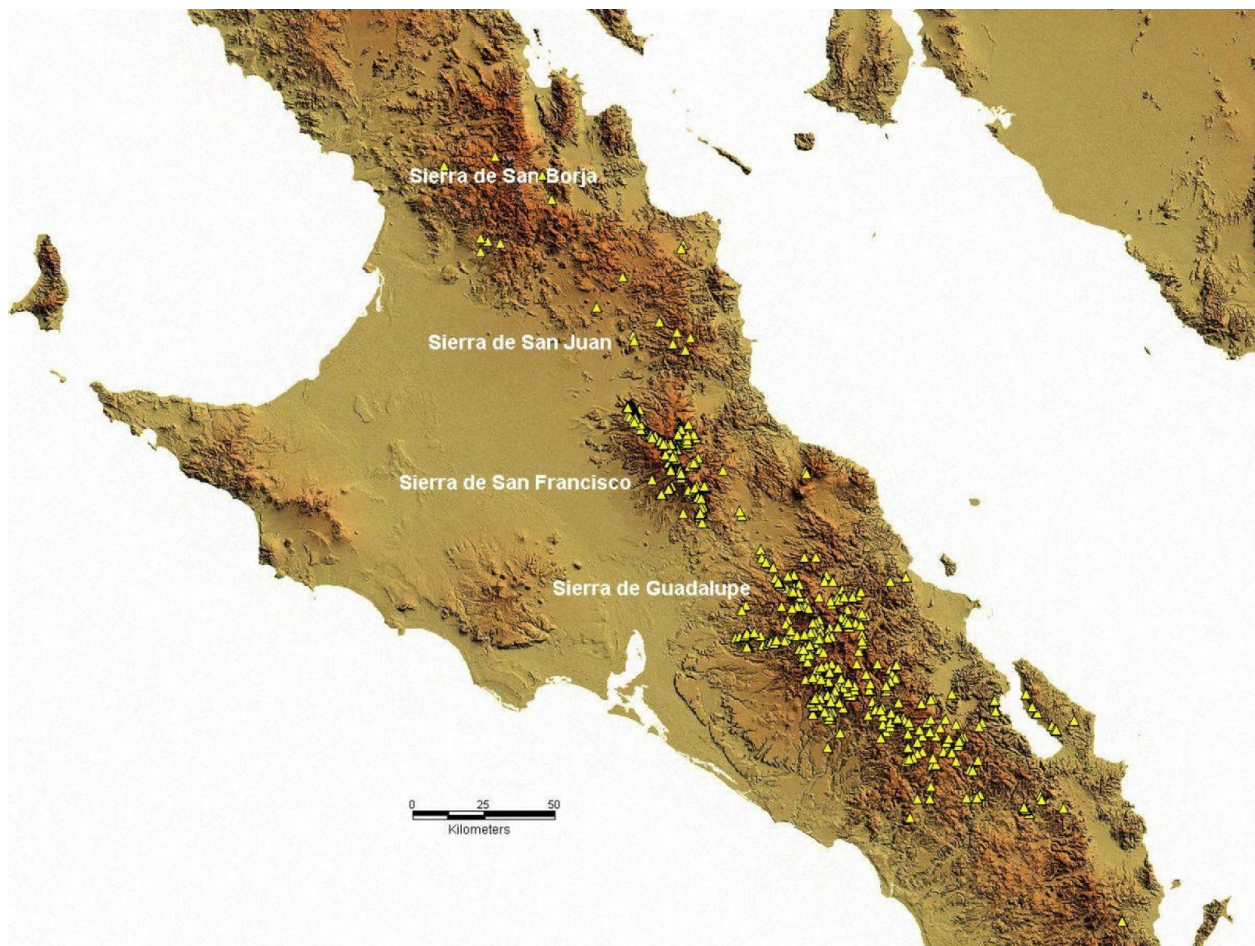 Sierra de San Borja
Sierra de San Juan
Sierra de San Francisco
Sierra de Guadalupe
0 25 50
Kilometers